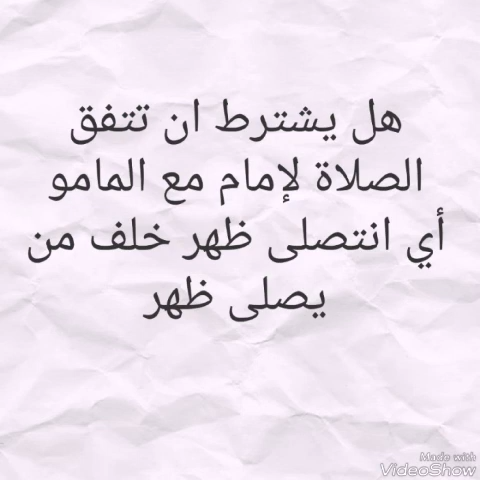 هل يشترط ان تتفق
الصلاة لإمام مع المامو
أي انتصلى ظهر خلف من
يصلى ظهر
Made with
VideoShow